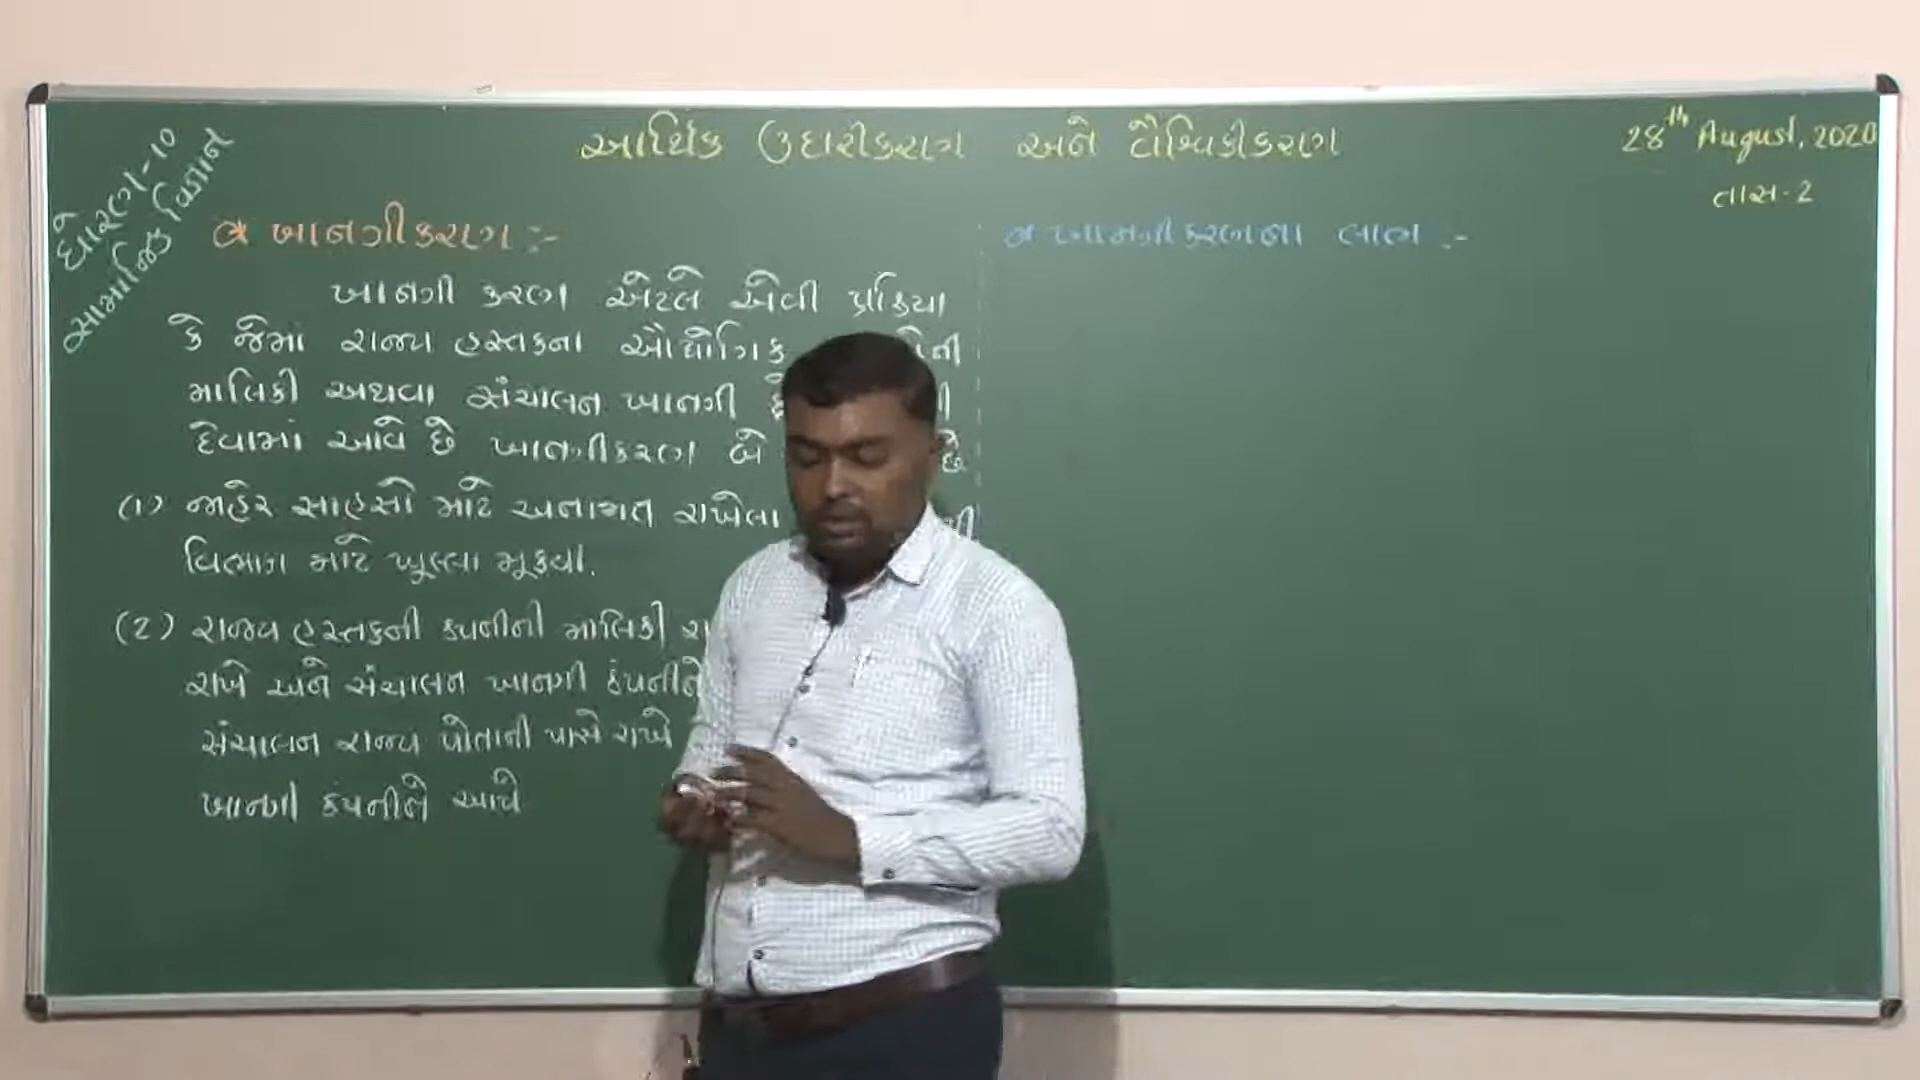 ધોરણ-10
સામાજિક વિજ્ઞાન
આર્થિક ઉદારીકરણ અને વૈશ્વિકીકરણ
28th August, 2020
તાસ-2
* ખાનગીકરણ :-
ખાનગી કરણ એટલે એવી પ્રક્રિયા
કે જેમાં રાજ્ય હસ્તકના ઔદ્યોગિક
માલિકી અથવા સંચાલન ખાનગી
દેવામાં આવે છે ખાનગીકરણ બે છે
(1) જાહેર સાહસો માટે અનામત રાખેલા
વિભાગ માટે ખૂલ્લા મૂકવા.
(2) રાજ્ય હસ્તકની કંપનીની માલિકી
રાખે અને સંચાલન ખાનગી કંપનીને
સંચાલન રાજ્ય પોતાની પાસે રાખે
ખાનગી કંપનીને આપે
* ખાનગીકરણના લાભ :-